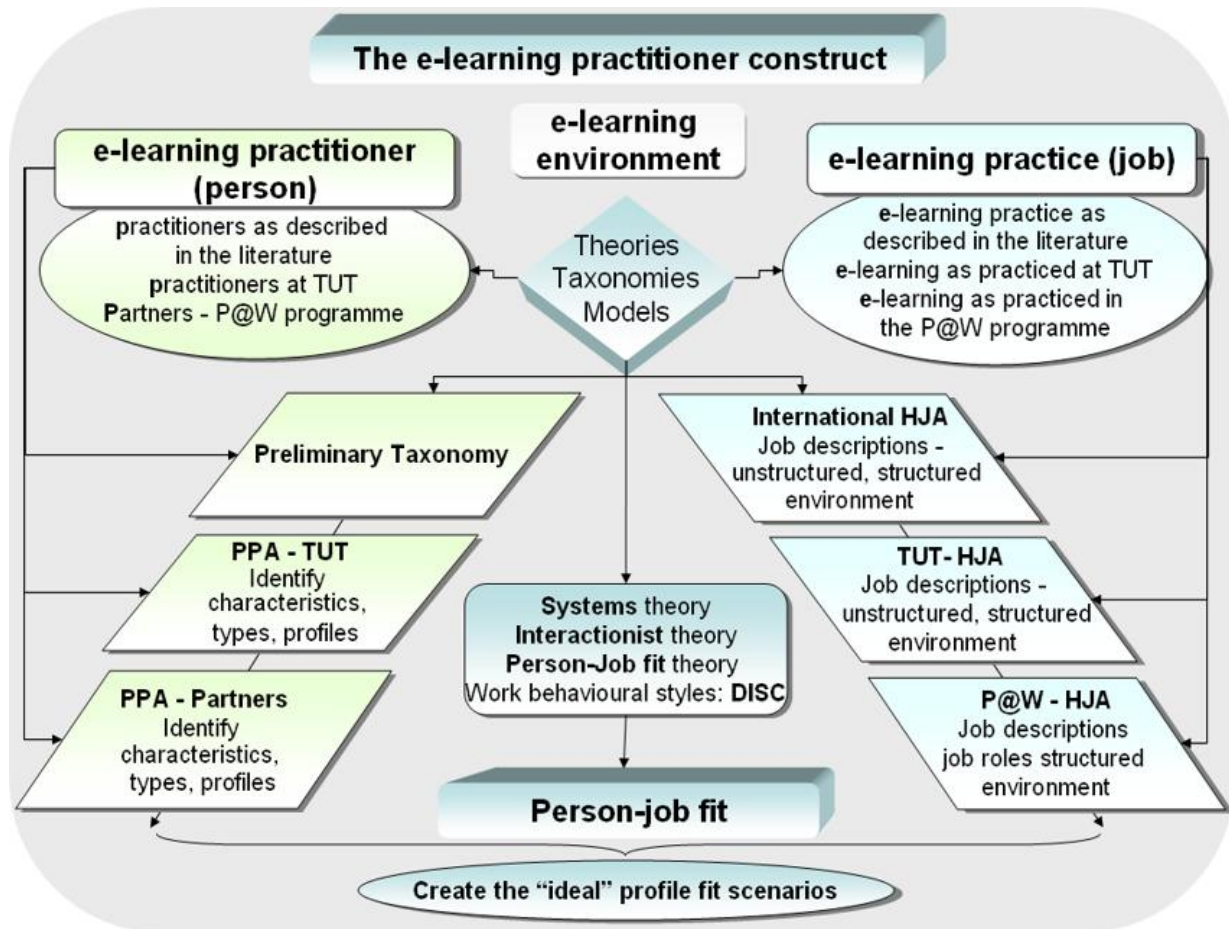 The e-learning practitioner construct
e-learning
environment
e-learning practitioner
(person)
practitioners as described
in the literature
practitioners at TUT
Partners - P@W programme
Theories
Taxonomies
Models
e-learning practice (job)
e-learning practice as
described in the literature
e-learning as practiced at TUT
e-learning as practiced in
the P@W programme
Preliminary Taxonomy
PPA - TUT
Identify
characteristics,
types, profiles
PPA - Partners
Identify
characteristics,
types, profiles
Systems theory
Interactionist theory
Person-Job fit theory
Work behavioural styles: DISC
International HJA
Job descriptions -
unstructured, structured
environment
TUT- HJA
Job descriptions -
unstructured, structured
environment
P@W - HJA
Job descriptions
job roles structured
environment
Person-job fit
Create the “ideal” profile fit scenarios